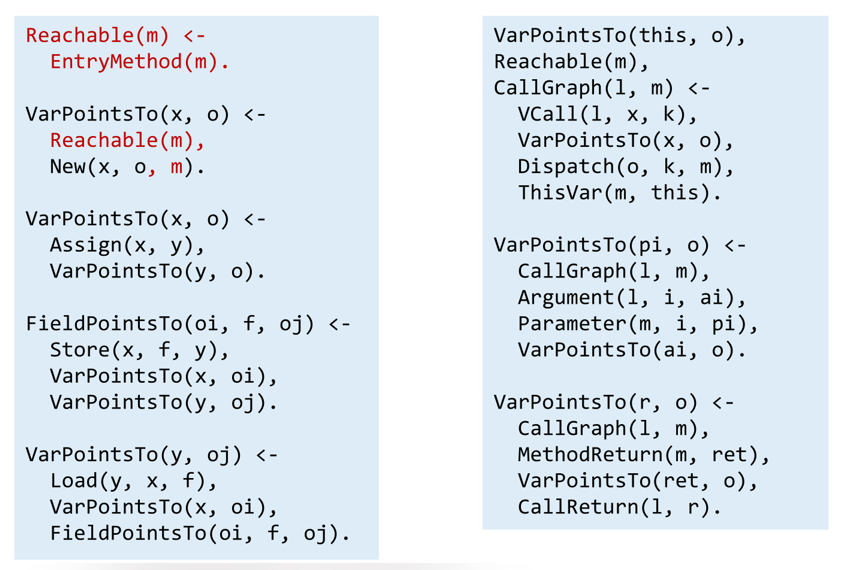 Reachable(m) <-
  EntryMethod(m).
VarPointsTo(x, o) <-
  Reachable(m),
  New(x, o, m).
VarPointsTo(x, o) <-
  Assign(x, y),
  VarPointsTo(y, o).
FieldPointsTo(oi, f, oj) <-
  Store(x, f, y),
  VarPointsTo(x, oi),
  VarPointsTo(y, oj).
VarPointsTo(y, oj) <-
  Load(y, x, f),
  VarPointsTo(x, oi),
  FieldPointsTo(oi, f, oj).
VarPointsTo(this, o),
Reachable(m),
CallGraph(l, m) <-
  VCall(l, x, k),
  VarPointsTo(x, o),
  Dispatch(o, k, m),
  ThisVar(m, this).
VarPointsTo(pi, o) <-
  CallGraph(l, m),
  Argument(l, i, ai),
  Parameter(m, i, pi),
  VarPointsTo(ai, o).
VarPointsTo(r, o) <-
  CallGraph(l, m),
  MethodReturn(m, ret),
  VarPointsTo(ret, o),
  CallReturn(l, r).